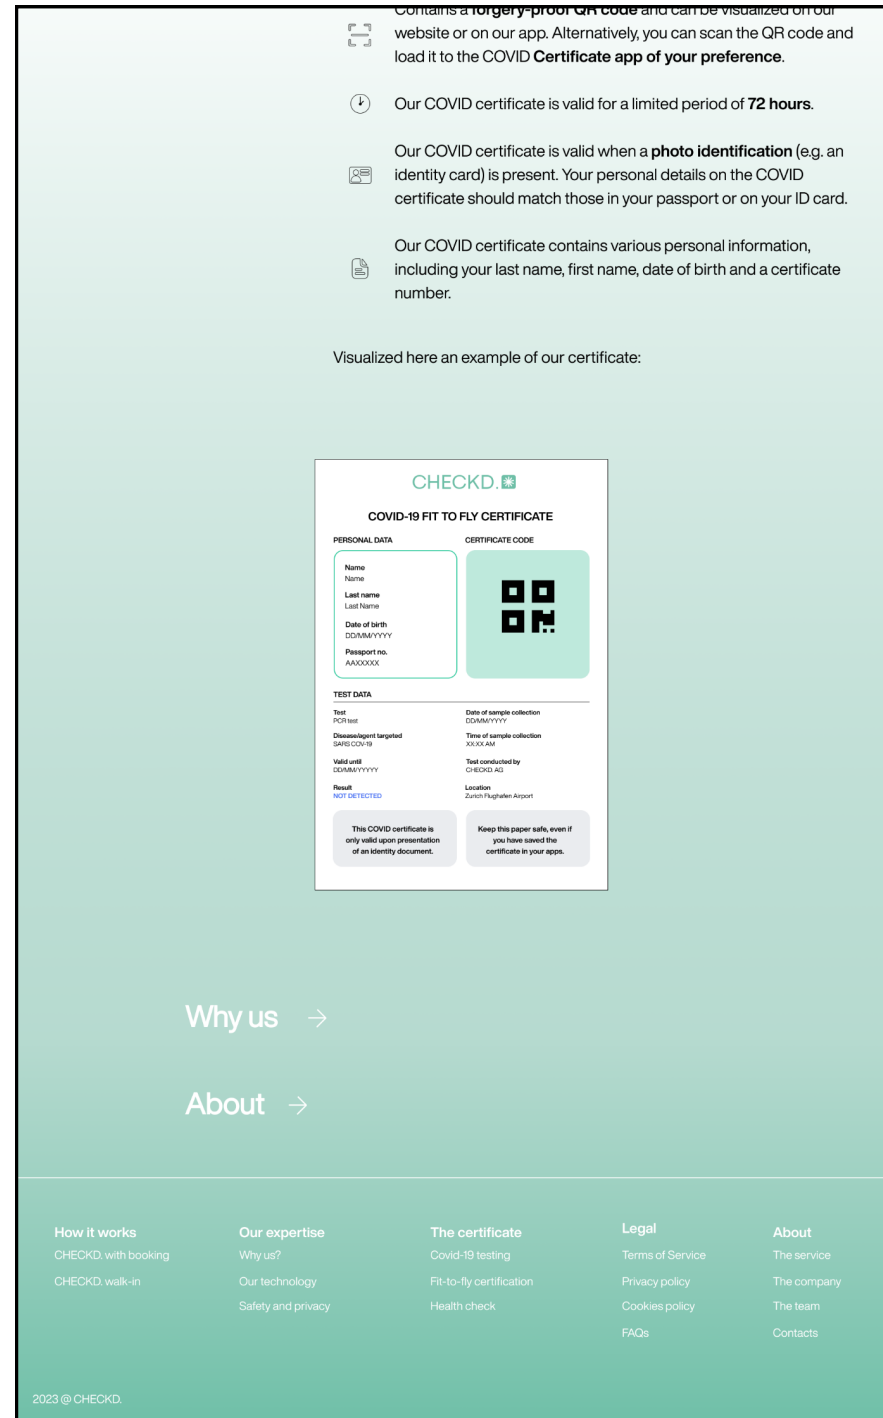 Contains a forgery-proof QR code and can be visualized on our
website or on our app. Alternatively, you can scan the QR code and
load it to the COVID Certificate app of your preference.
Our COVID certificate is valid for a limited period of 72 hours.
Our COVID certificate is valid when a photo identification (e.g. an
identity card) is present. Your personal details on the COVID
certificate should match those in your passport or on your ID card.
Our COVID certificate contains various personal information,
including your last name, first name, date of birth and a certificate
number.
Visualized here an example of our certificate:
CHECKD.
COVID-19 FIT TO FLY CERTIFICATE
PERSONAL DATA
Name
Name
Last name
Last Name
Date of birth
DD/MM/YYYY
Passport no.
AAXXXXX
CERTIFICATE CODE
TEST DATA
Test
PCR test
Disease/agent targeted
SARS COV-19
Valid until
DD/MM/YYYYY
Result
NOT DETECTED
Date of sample collection
DD/MM/YYYY
Time of sample collection
XX:XX AM
Test conducted by
CHECKD. AG
Location
Zurich Flughafen Airport
This COVID certificate is
only valid upon presentation
of an identity document.
Keep this paper safe, even if
you have saved the
certificate in your apps.
Why us
About
How it works
CHECKD. with booking
CHECKD. walk-in
Our expertise
Why us?
Our technology
Safety and privacy
The certificate
Covid-19 testing
Fit-to-fly certification
Health check
Legal
Terms of Service
Privacy policy
Cookies policy
FAQs
About
The service
The company
The team
Contacts
2023 @ CHECKD.